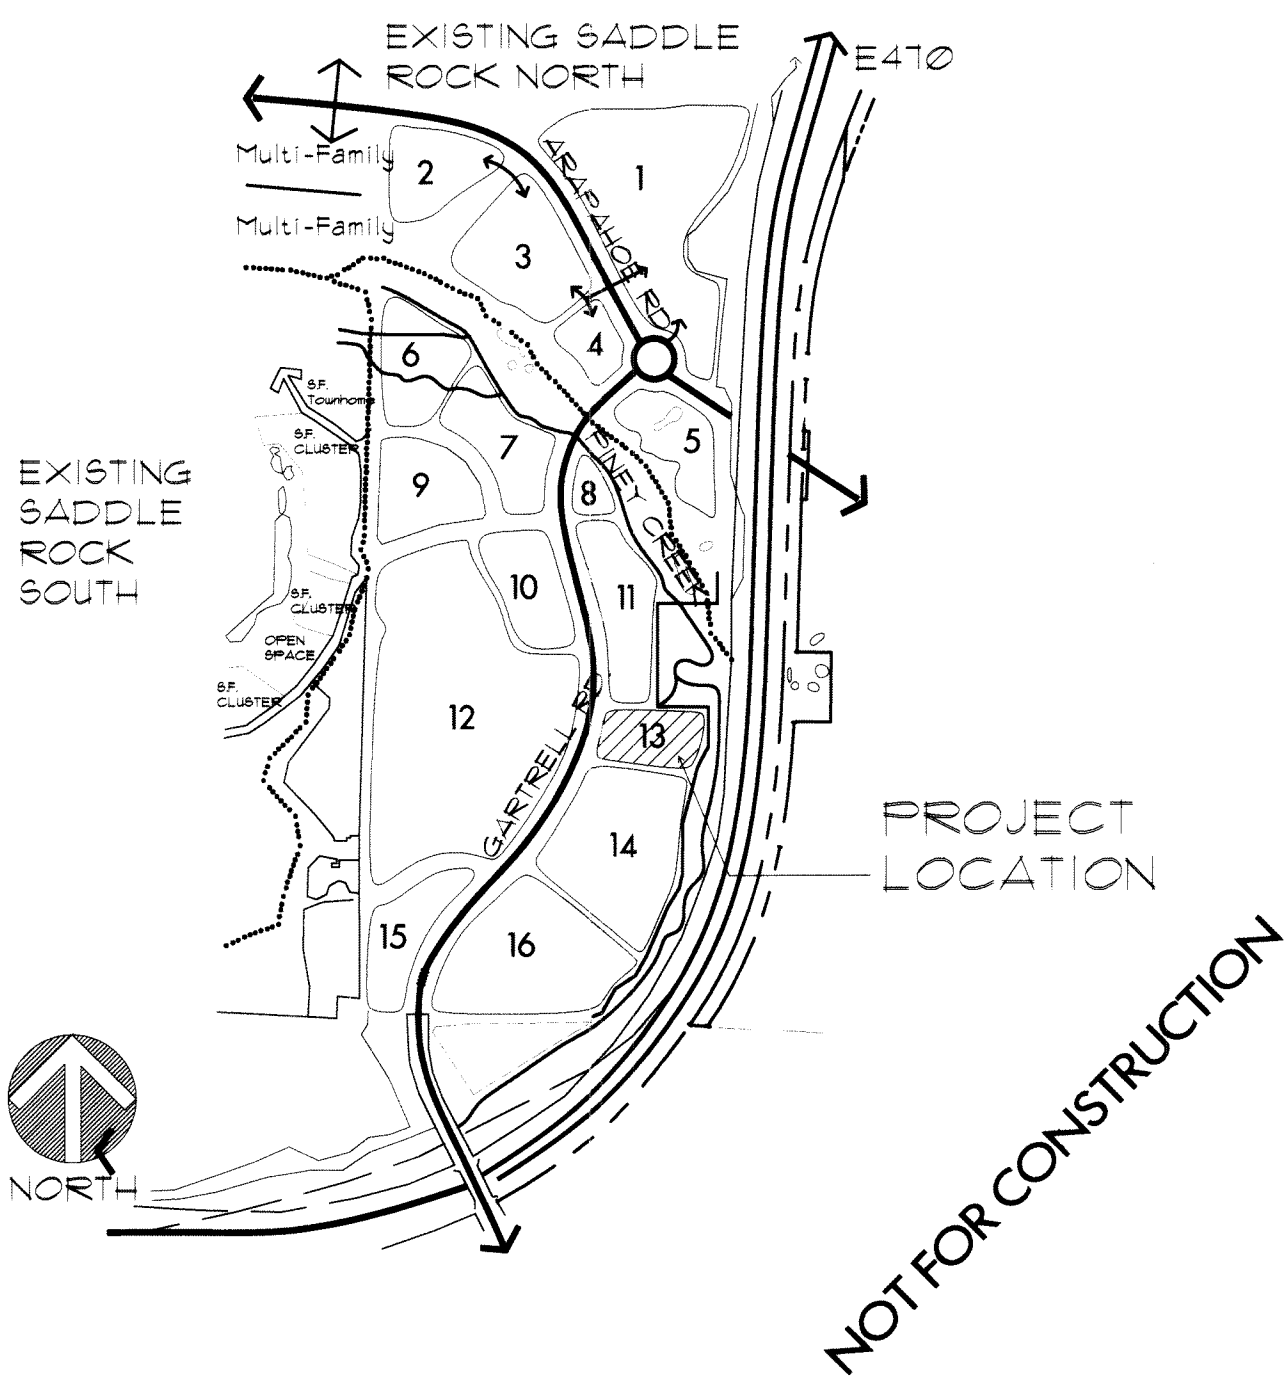 EXISTING SADDLE
ROCK NORTH
E470
Multi-Family
Multi-Family
ARAPAHOE RD
1
2
3
4
5
6
S.F.
Townhome
S.F.
CLUSTER
7
8
9
PINEY CREEK
EXISTING
SADDLE
ROCK
SOUTH
10
11
S.F.
CLUSTER
OPEN
SPACE
S.F.
CLUSTER
12
GARTRELL RD
13
14
PROJECT
LOCATION
15
16
NORTH
NOT FOR CONSTRUCTION